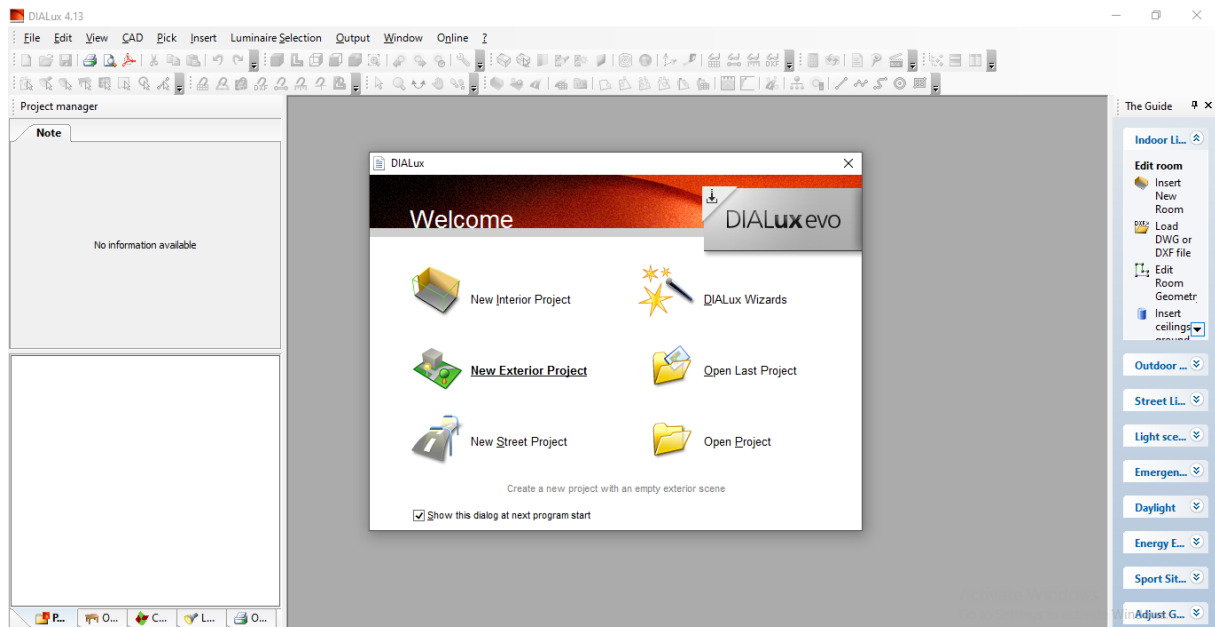 DIALux 4.13
File Edit View CAD Pick Insert Luminaire Selection Output Window Online ?
Project manager
Note
No information available
P... O... C... L... O...
DIALux
Welcome
DIALux evo
New Interior Project
DIALux Wizards
New Exterior Project
Open Last Project
New Street Project
Open Project
Create a new project with an empty exterior scene
Show this dialog at next program start
The Guide
Indoor Li...
Edit room
Insert
New
Room
Load
DWG or
DXF file
Edit
Room
Geometr
Insert
ceilings
Outdoor ...
Street Li...
Light sce...
Emergen...
Daylight
Energy E...
Sport Sit...
Adjust G...